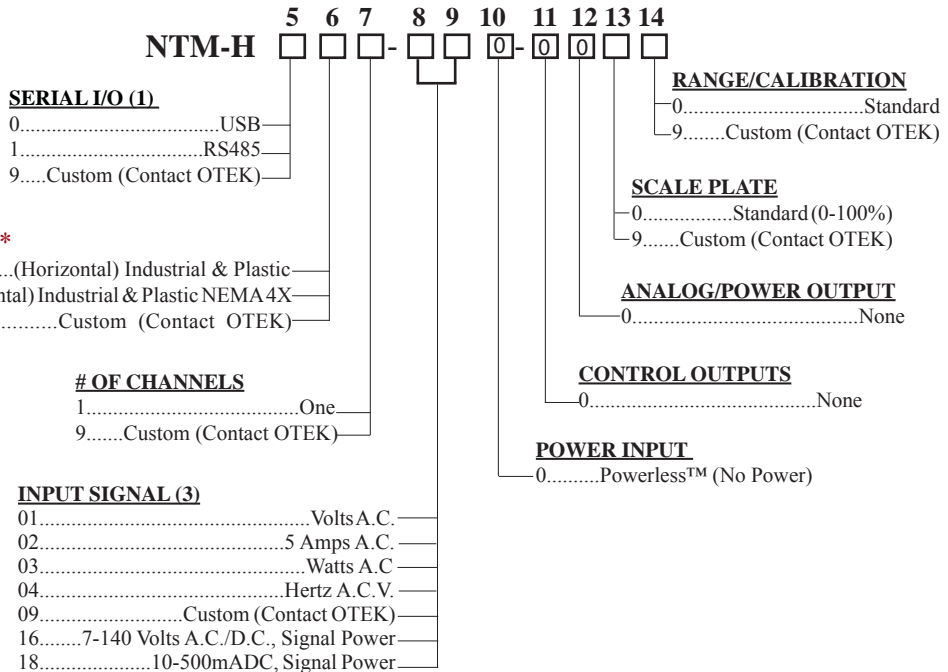 5 6 7 8 9 10 11 12 13 14
NTM-H - 0 - 0 0
RANGE/CALIBRATION
0..............................Standard
9........Custom (Contact OTEK)
SERIAL I/O (1)
0....................................USB
1.................................RS485
9.....Custom (Contact OTEK)
SCALE PLATE
0.................Standard (0-100%)
9.......Custom (Contact OTEK)
*
...(Horizontal) Industrial & Plastic
Industrial & Plastic NEMA 4X
............Custom (Contact OTEK)
ANALOG/POWER OUTPUT
0.....................................None
# OF CHANNELS
1.....................................One
9.......Custom (Contact OTEK)
CONTROL OUTPUTS
0.....................................None
POWER INPUT
0..........Powerless™ (No Power)
INPUT SIGNAL (3)
01...........................................Volts A.C.
02.......................................5 Amps A.C.
03..........................................Watts A.C
04.......................................Hertz A.C.V.
09.......................Custom (Contact OTEK)
16........7-140 Volts A.C./D.C., Signal Power
18..................10-500mADC, Signal Power